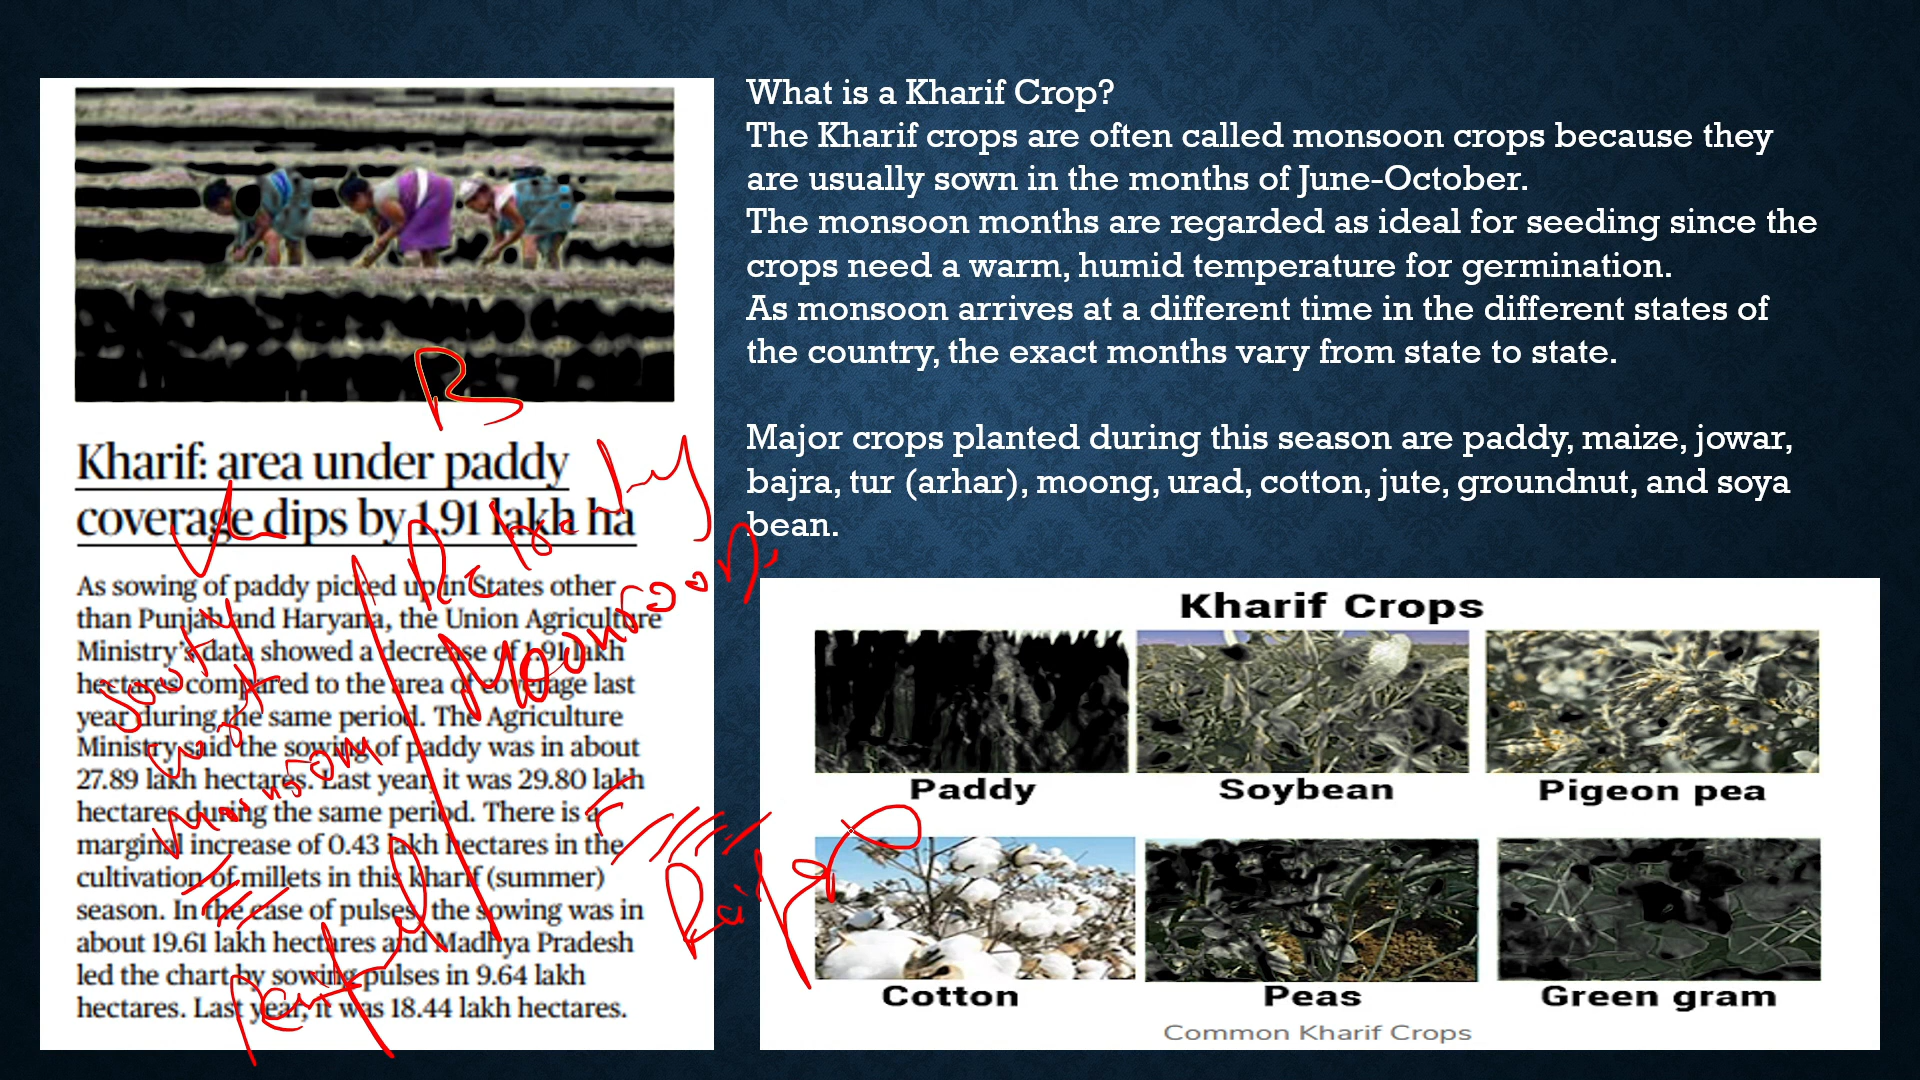 Kharif: area under paddy
coverage dips by 1.91 lakh ha
As sowing of paddy picked up in States other
than Punjab and Haryana, the Union Agriculture
Ministry's data showed a decrease of 1.91 lakh
hectares compared to the area of coverage last
year during the same period. The Agriculture
Ministry said the sowing of paddy was in about
27.89 lakh hectares. Last year, it was 29.80 lakh
hectares during the same period. There is a
marginal increase of 0.43 lakh hectares in the
cultivation of millets in this kharif (summer)
season. In the case of pulses, the sowing was in
about 19.61 lakh hectares and Madhya Pradesh
led the chart by sowing pulses in 9.64 lakh
hectares. Last year, it was 18.44 lakh hectares.
What is a Kharif Crop?
The Kharif crops are often called monsoon crops because they
are usually sown in the months of June-October.
The monsoon months are regarded as ideal for seeding since the
crops need a warm, humid temperature for germination.
As monsoon arrives at a different time in the different states of
the country, the exact months vary from state to state.
Major crops planted during this season are paddy, maize, jowar,
bajra, tur (arhar), moong, urad, cotton, jute, groundnut, and soya
bean.
Kharif Crops
Paddy Soybean Pigeon pea
Cotton Peas Green gram
Common Kharif Crops